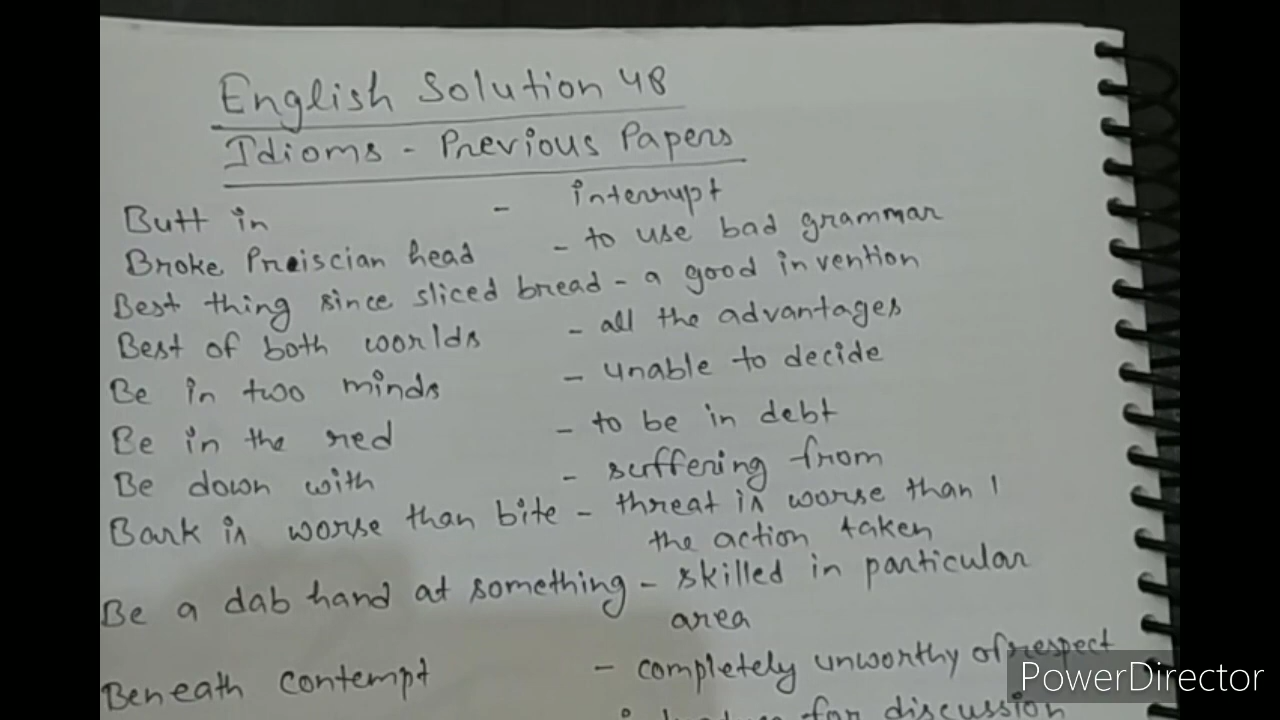 English Solution 48
Idioms - Previous Papers
Butt in - interrupt
Broke Priscian head - to use bad grammar
Best thing since sliced bread - a good invention
Best of both worlds - all the advantages
Be in two minds - unable to decide
Be in the red - to be in debt
Be down with - suffering from
Bark is worse than bite - threat is worse than
the action taken
Be a dab hand at something - skilled in particular
area
Beneath contempt - completely unworthy of respect
for discussion
PowerDirector